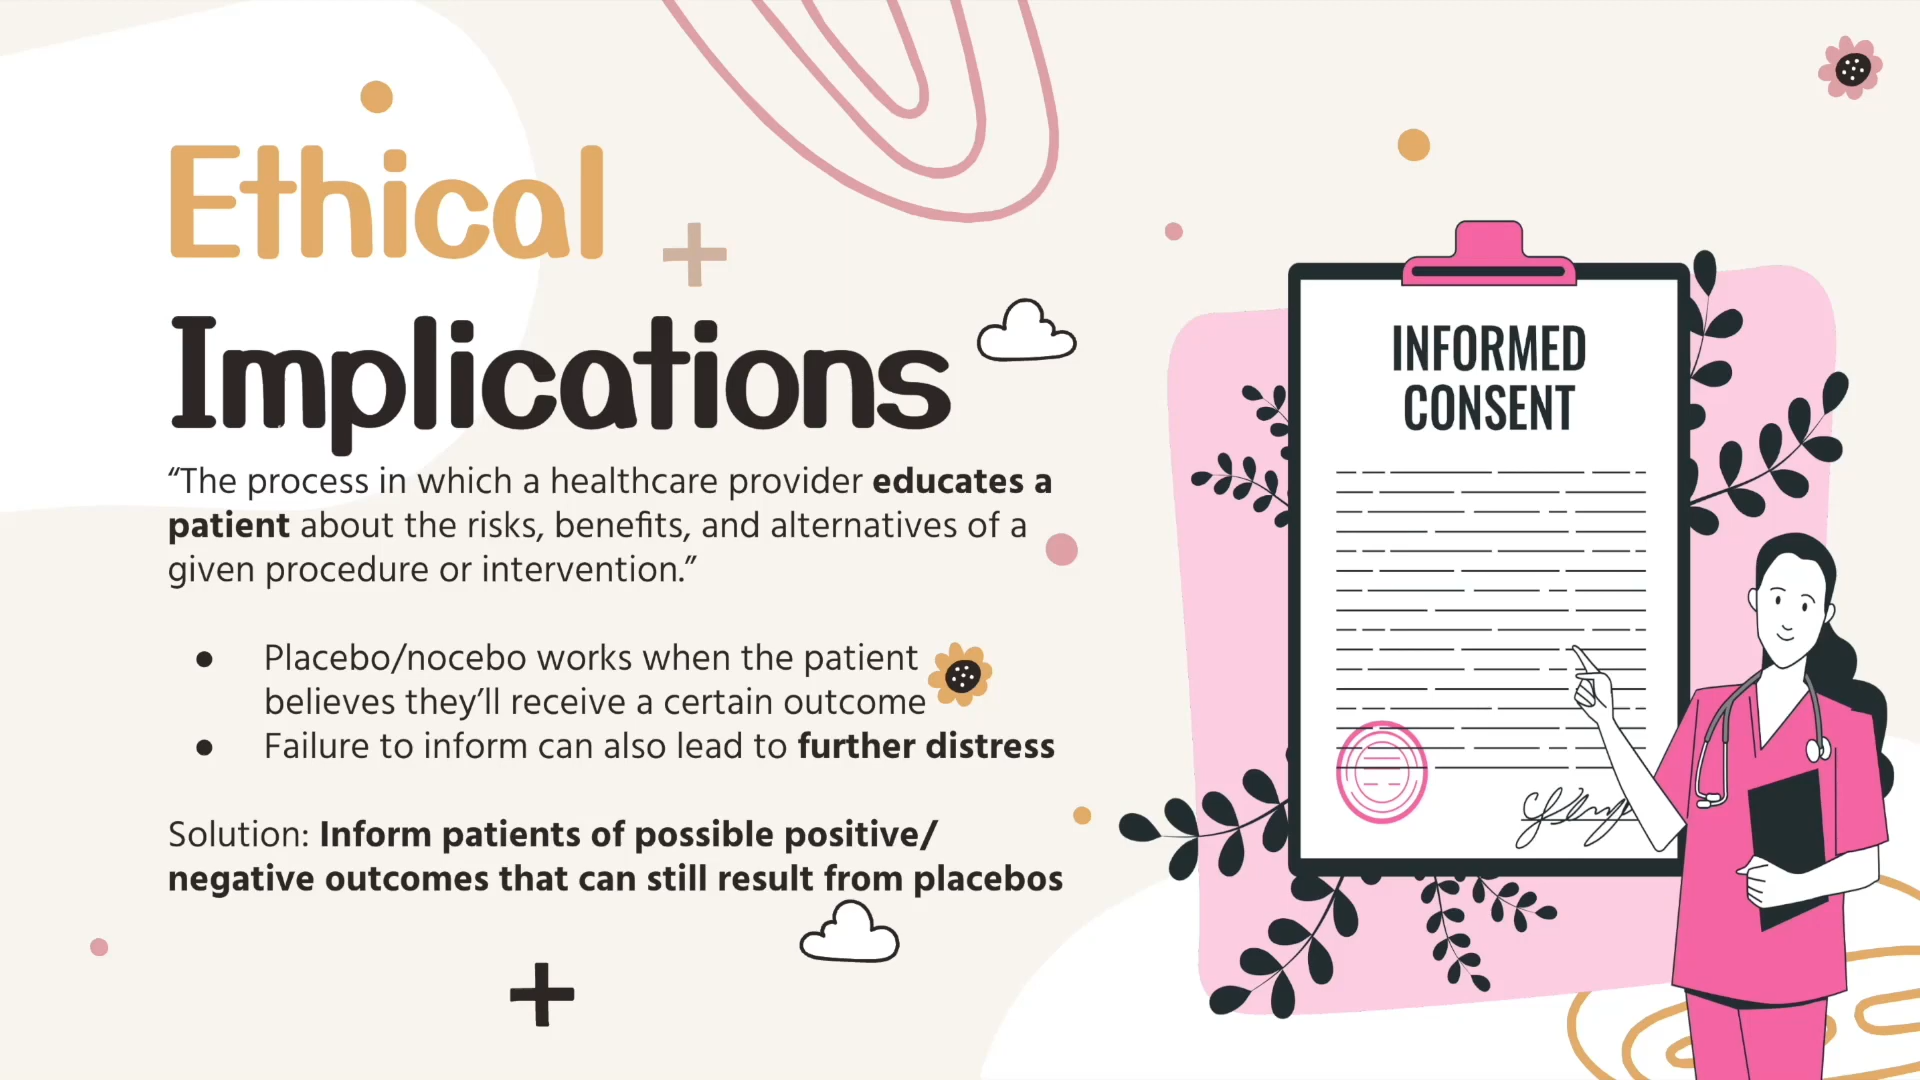 Ethical
Implications
“The process in which a healthcare provider educates a
patient about the risks, benefits, and alternatives of a
given procedure or intervention.”
● Placebo/nocebo works when the patient
believes they’ll receive a certain outcome
● Failure to inform can also lead to further distress
Solution: Inform patients of possible positive/
negative outcomes that can still result from placebos
INFORMED
CONSENT